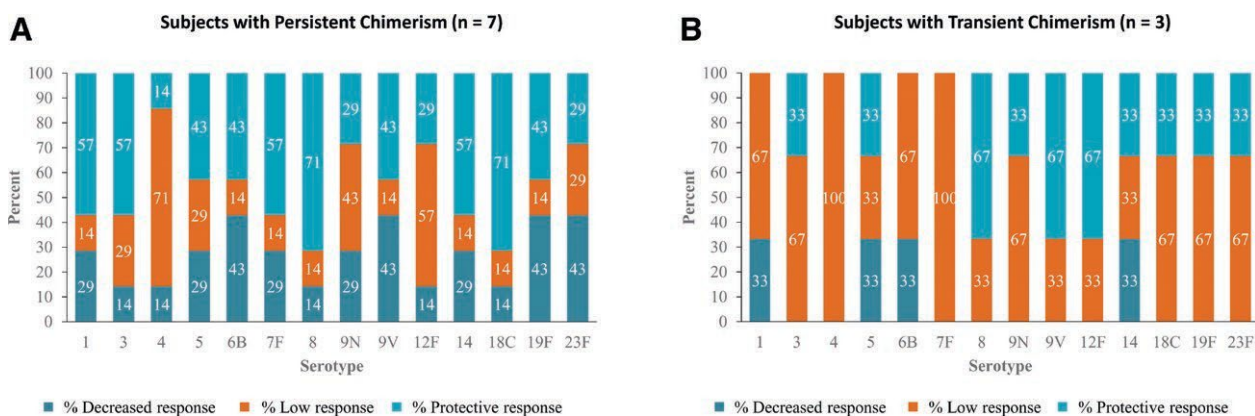 A
Subjects with Persistent Chimerism (n = 7)
Percent
100
90
80
70
60
50
40
30
20
10
0
57 57 14 43 43 57 71 29 43 29 57 71 43 29
14 29 71 29 14 14 14 43 14 57 14 14 14 29
29 14 14 29 43 29 14 29 43 14 29 14 43 43
1 3 4 5 6B 7F 8 9N 9V 12F 14 18C 19F 23F
Serotype
% Decreased response % Low response % Protective response
B
Subjects with Transient Chimerism (n = 3)
Percent
100
90
80
70
60
50
40
30
20
10
0
33 33 67 33 67 67 33 33 33 33
67 67 100 33 67 100 33 67 33 33 33 67 67 67
33 33 33 33
1 3 4 5 6B 7F 8 9N 9V 12F 14 18C 19F 23F
Serotype
% Decreased response % Low response % Protective response